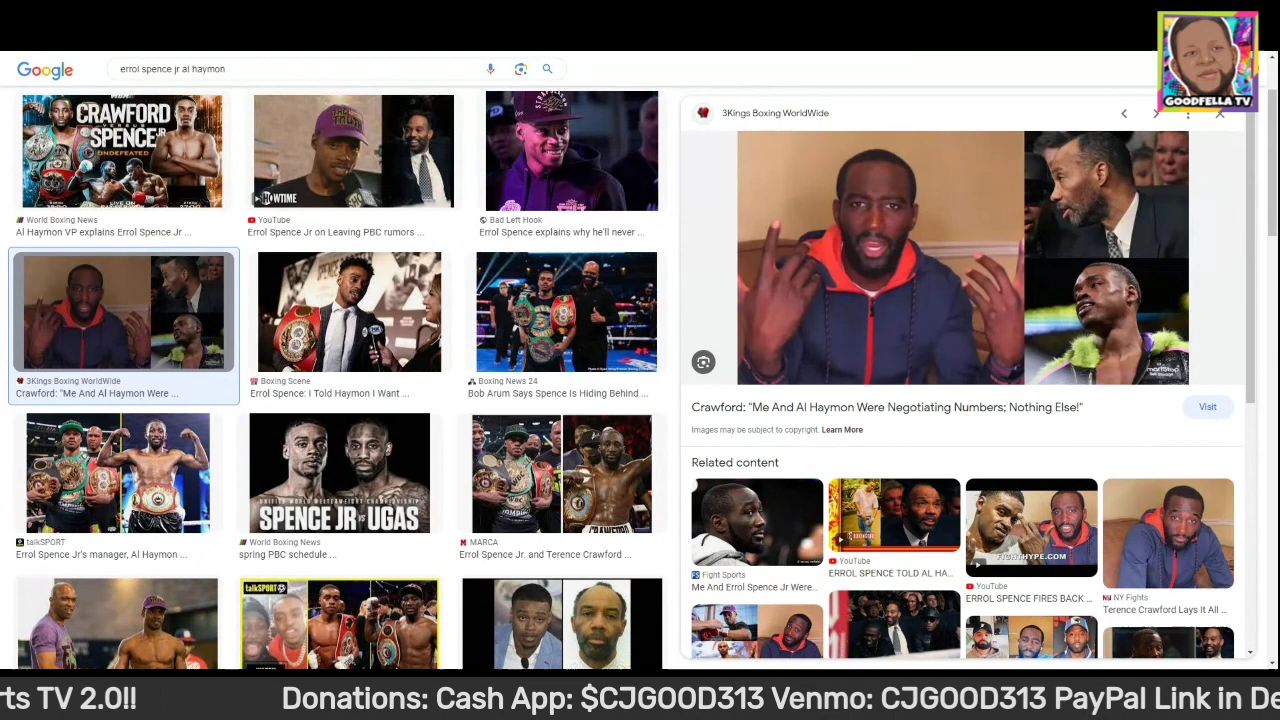 GOODFELLA TV
Google
errol spence jr al haymon
CRAWFORD
SPENCE JR
UNDEFEATED
World Boxing News
Al Haymon VP explains Errol Spence Jr ...
SHOWTIME
YouTube
Errol Spence Jr on Leaving PBC rumors ...
Bad Left Hook
Errol Spence explains why he'll never ...
3Kings Boxing WorldWide
3Kings Boxing WorldWide
Crawford: "Me And Al Haymon Were ...
Boxing Scene
Errol Spence: I Told Haymon I Want ...
Boxing News 24
Bob Arum Says Spence Is Hiding Behind ...
Crawford: "Me And Al Haymon Were Negotiating Numbers; Nothing Else!"
Visit
Images may be subject to copyright. Learn More
Related content
talkSPORT
Errol Spence Jr's manager, Al Haymon ...
UNIFIED WORLD WELTERWEIGHT CHAMPIONSHIP
SPENCE JR VS UGAS
World Boxing News
spring PBC schedule ...
MARCA
Errol Spence Jr. and Terence Crawford ...
Fight Sports
Me And Errol Spence Jr Were...
YouTube
ERROL SPENCE TOLD AL HA...
FIGHTHYPE.COM
YouTube
ERROL SPENCE FIRES BACK ...
NY Fights
Terence Crawford Lays It All ...
talkSPORT
rts TV 2.0!!
Donations: Cash App: $CJGOOD313 Venmo: CJGOOD313 PayPal Link in De